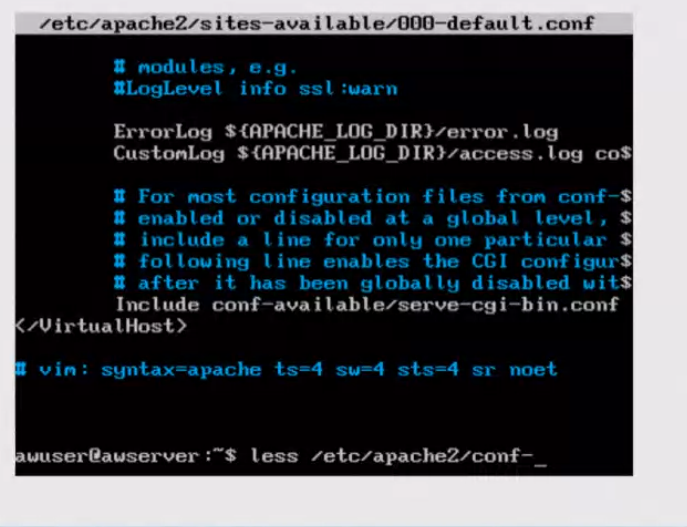 /etc/apache2/sites-available/000-default.conf
# modules, e.g.
#LogLevel info ssl:warn
ErrorLog ${APACHE_LOG_DIR}/error.log
CustomLog ${APACHE_LOG_DIR}/access.log co$
# For most configuration files from conf-$
# enabled or disabled at a global level, $
# include a line for only one particular $
# following line enables the CGI configur$
# after it has been globally disabled wit$
Include conf-available/serve-cgi-bin.conf
</VirtualHost>
# vim: syntax=apache ts=4 sw=4 sts=4 sr noet
awuser@awserver:~$ less /etc/apache2/conf-_